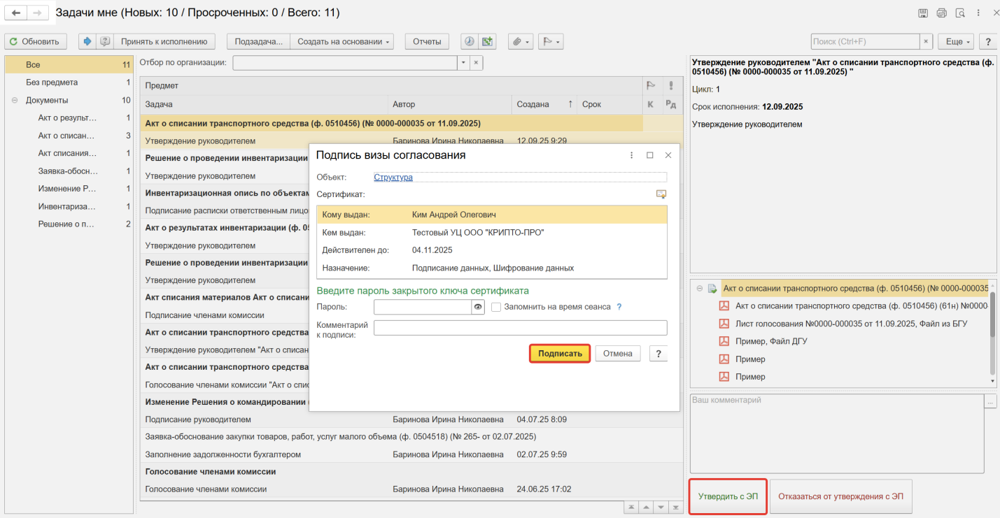 Задачи мне (Новых: 10 / Просроченных: 0 / Всего: 11)
Обновить
Принять к исполнению
Подзадача...
Создать на основании
Отчеты
Поиск (Ctrl+F)
×
Еще
?
Все 11
Без предмета 1
Документы 10
Акт о результ... 1
Акт о списан... 3
Акт списания... 1
Заявка-обосн... 1
Изменение Р... 1
Инвентариза... 1
Решение о п... 2
Отбор по организации:
Предмет
Задача Автор Создана ↑ Срок К Рд
Акт о списании транспортного средства (ф. 0510456) (№ 0000-000035 от 11.09.2025)
Утверждение руководителем Баринова Ирина Николаевна 12.09.25 9:29
Решение о проведении инвентаризации
Утверждение руководителем
Инвентаризационная опись по объектам
Подписание расписки ответственным лицо
Акт о результатах инвентаризации (ф. 05
Утверждение руководителем
Решение о проведении инвентаризации
Утверждение руководителем
Акт списания материалов Акт о списани
Подписание членами комиссии
Акт о списании транспортного средства
Утверждение руководителем "Акт о списан
Акт о списании транспортного средства
Голосование членами комиссии "Акт о спис
Изменение Решения о командировании (
Подписание руководителем Баринова Ирина Николаевна 04.07.25 8:09
Заявка-обоснование закупки товаров, работ, услуг малого объема (ф. 0504518) (№ 265- от 02.07.2025)
Заполнение задолженности бухгалтером Баринова Ирина Николаевна 02.07.25 9:59
Голосование членами комиссии
Голосование членами комиссии Баринова Ирина Николаевна 24.06.25 17:02
Подпись визы согласования
Объект: Структура
Сертификат:
Кому выдан: Ким Андрей Олегович
Кем выдан: Тестовый УЦ ООО "КРИПТО-ПРО"
Действителен до: 04.11.2025
Назначение: Подписание данных, Шифрование данных
Введите пароль закрытого ключа сертификата
Пароль: Запомнить на время сеанса ?
Комментарий
к подписи:
Подписать
Отмена
?
Утверждение руководителем "Акт о списании транспортного средства (ф.
0510456) (№ 0000-000035 от 11.09.2025) "
Цикл: 1
Срок исполнения: 12.09.2025
Утверждение руководителем
Акт о списании транспортного средства (ф. 0510456) (№ 0000-000035
Акт о списании транспортного средства (ф. 0510456) (61н) №0000-
Лист голосования №0000-000035 от 11.09.2025, Файл из БГУ
Пример, Файл ДГУ
Пример
Пример
Ваш комментарий
...
Утвердить с ЭП
Отказаться от утверждения с ЭП